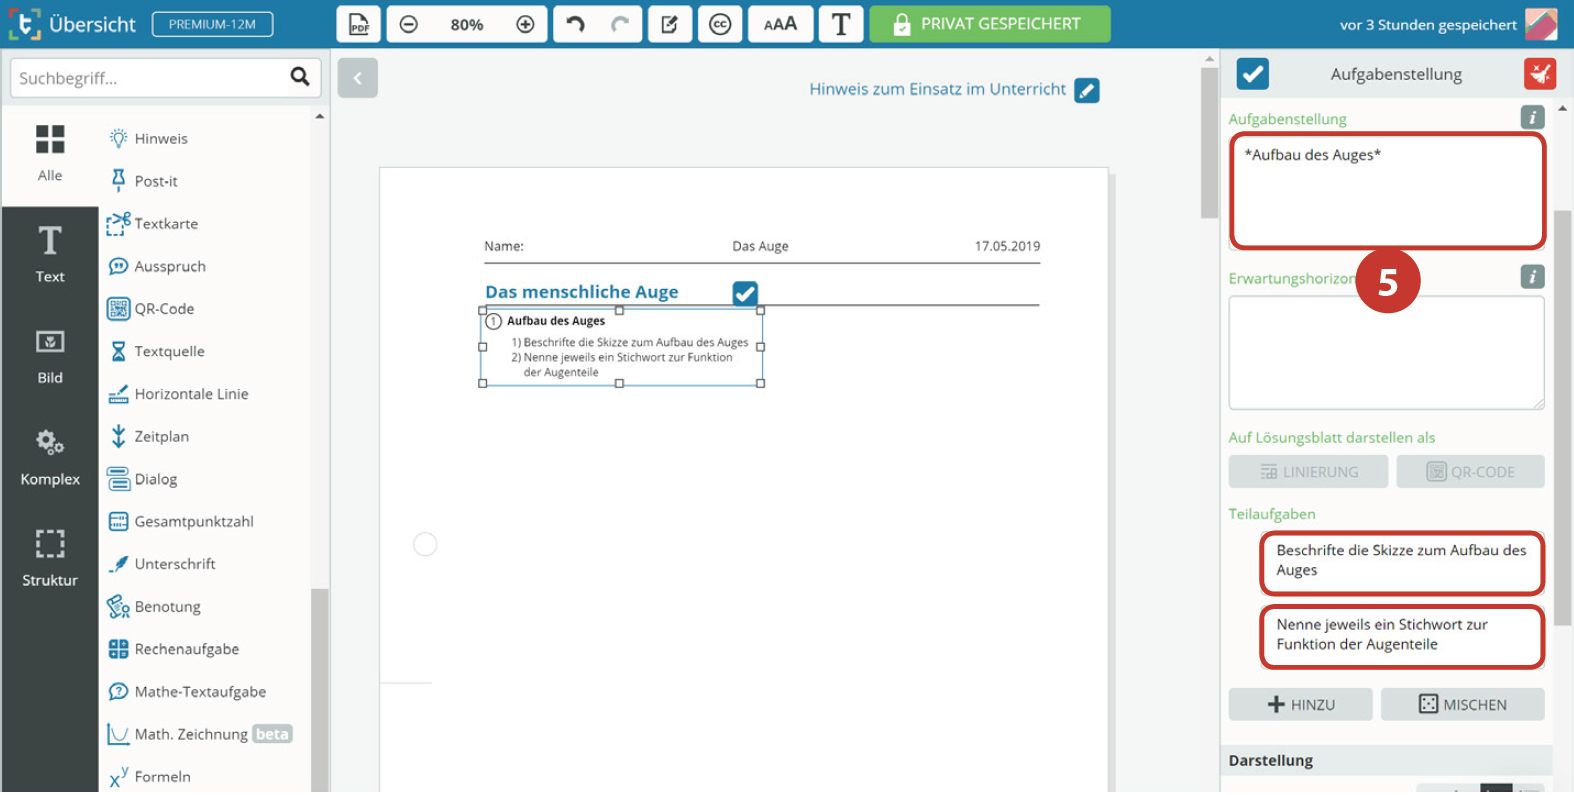 Übersicht
PREMIUM-12M
PDF
80%
cc
AAA
T
PRIVAT GESPEICHERT
vor 3 Stunden gespeichert
Suchbegriff...
Alle
Text
Bild
Komplex
Struktur
Hinweis
Post-it
Textkarte
Ausspruch
QR-Code
Textquelle
Horizontale Linie
Zeitplan
Dialog
Gesamtpunktzahl
Unterschrift
Benotung
Rechenaufgabe
Mathe-Textaufgabe
Math. Zeichnung beta
Formeln
Hinweis zum Einsatz im Unterricht
Name: Das Auge 17.05.2019
Das menschliche Auge
1 Aufbau des Auges
1) Beschrifte die Skizze zum Aufbau des Auges
2) Nenne jeweils ein Stichwort zur Funktion
der Augenteile
Aufgabenstellung
Aufgabenstellung
*Aufbau des Auges*
5
Erwartungshorizon
Auf Lösungsblatt darstellen als
LINIERUNG QR-CODE
Teilaufgaben
Beschrifte die Skizze zum Aufbau des
Auges
Nenne jeweils ein Stichwort zur
Funktion der Augenteile
HINZU MISCHEN
Darstellung